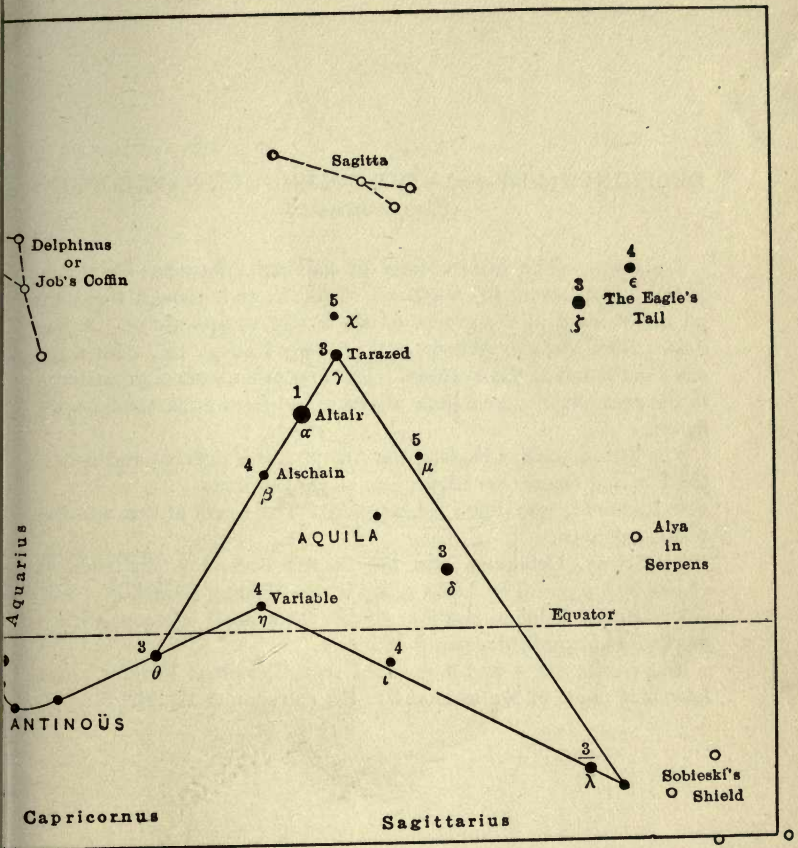 Sagitta
Delphinus
or
Job's Coffin
4
ϵ
3
ζ
The Eagle's
Tail
5
χ
3 Tarazed
γ
1
Altair
α
4 Alschain
β
5
μ
AQUILA
3
δ
Alya
in
Serpens
Aquarius
4 Variable
η
Equator
3
θ
4
ι
ANTINOÜS
3
λ
Sobieski's
Shield
Capricornus
Sagittarius